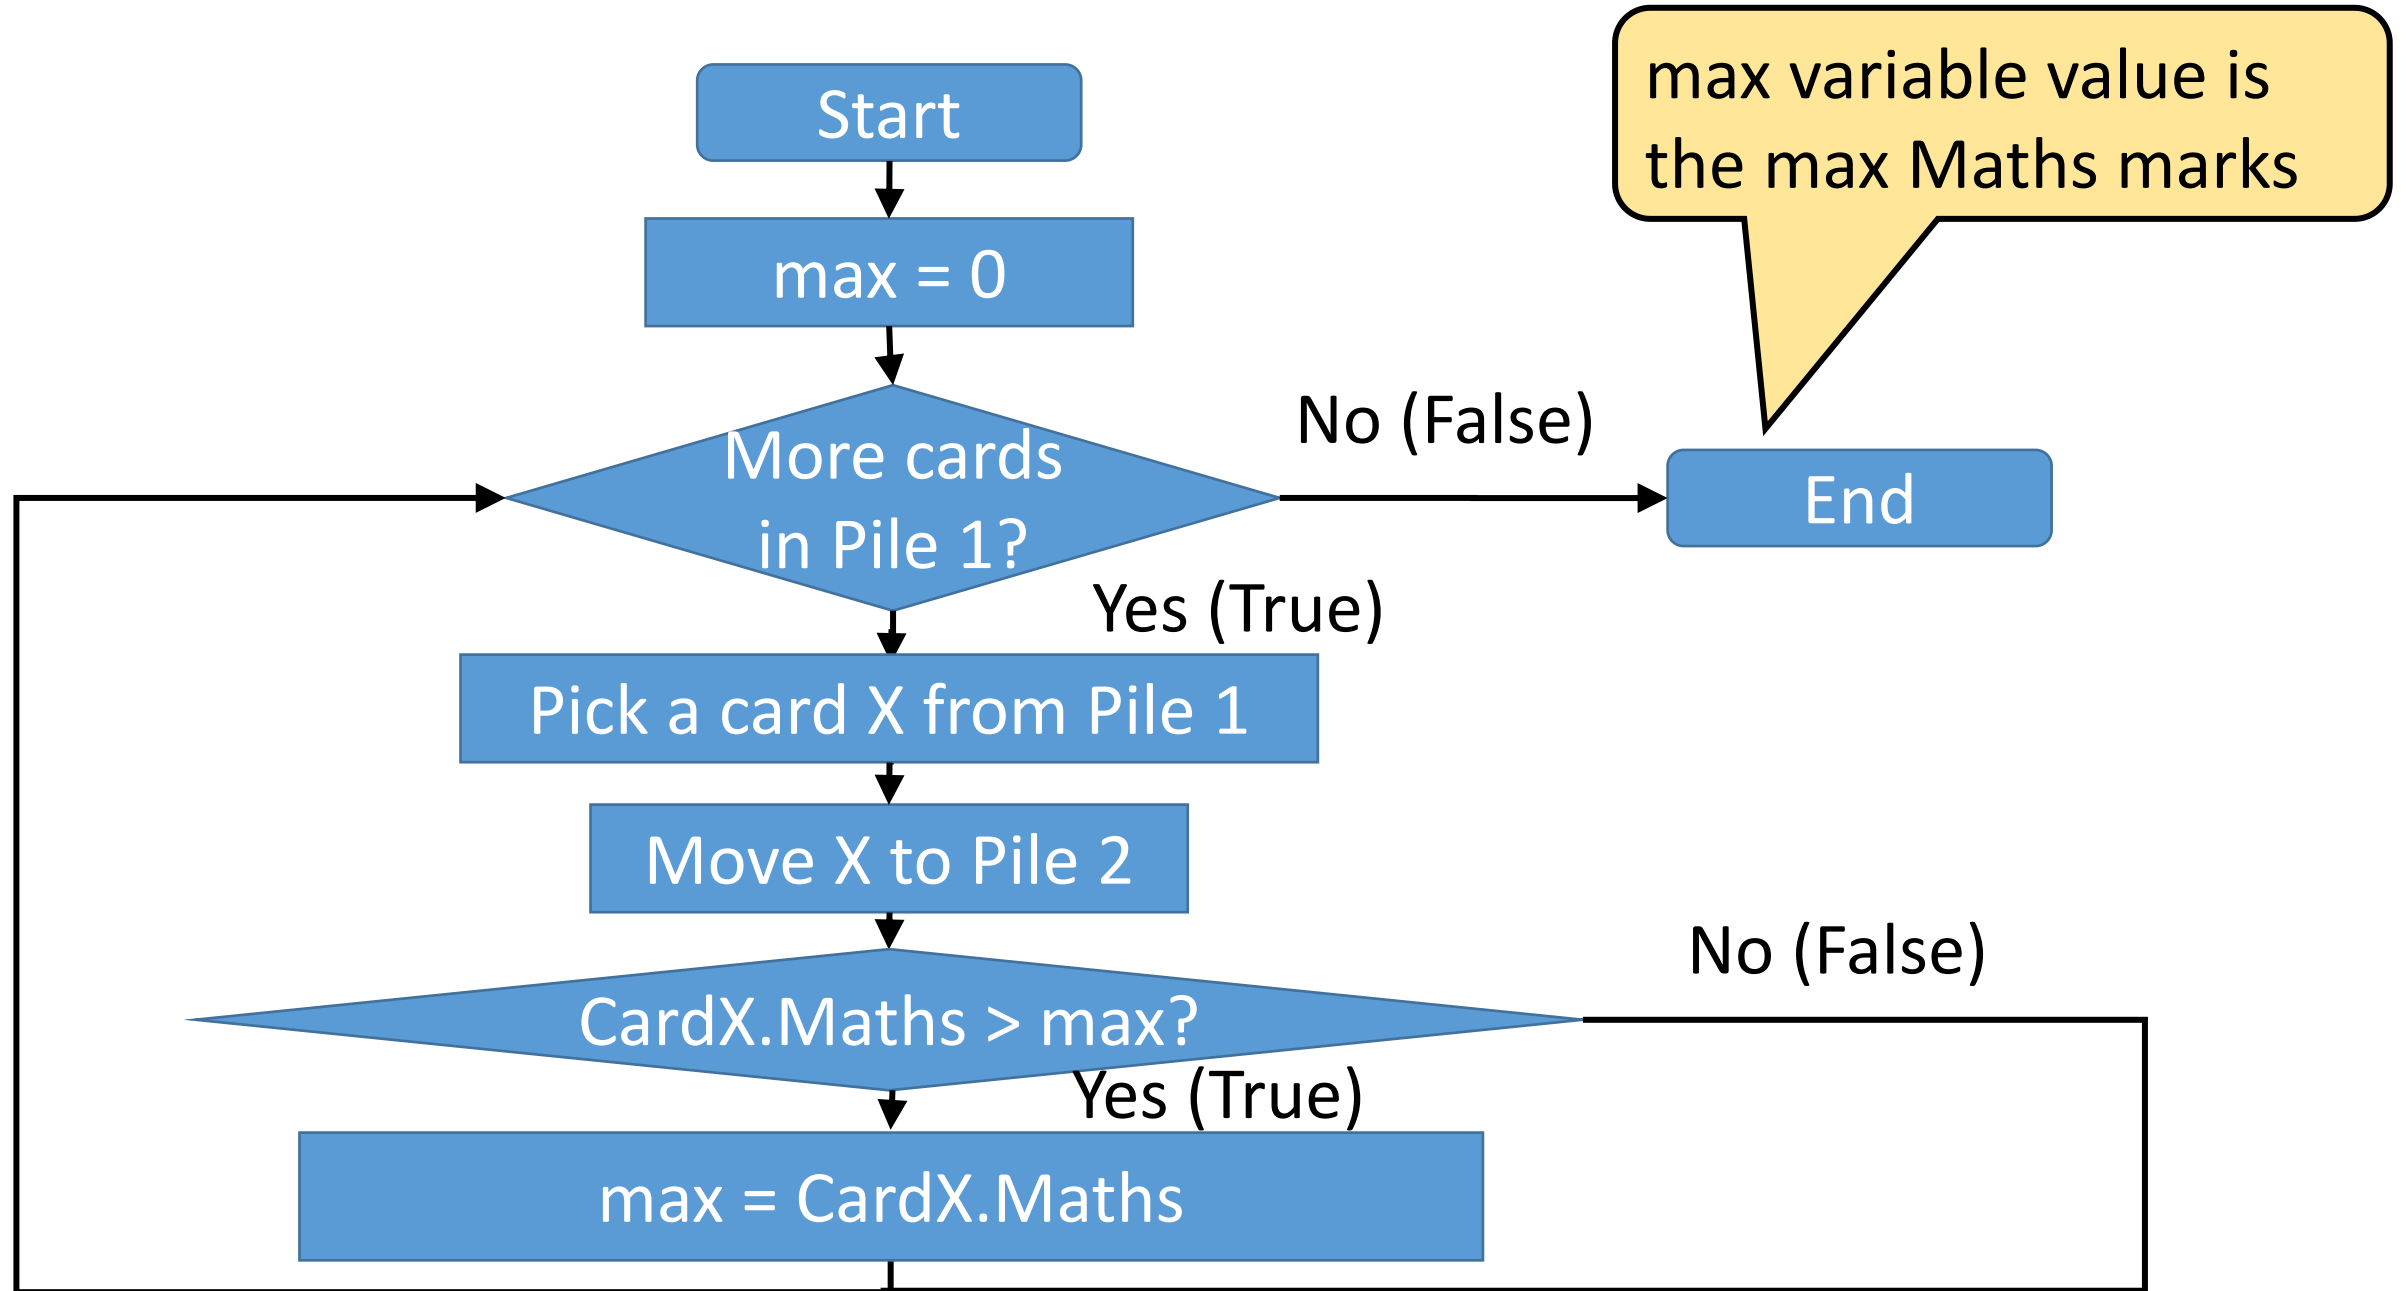 Start
max variable value is
the max Maths marks
max = 0
More cards
in Pile 1?
No (False)
End
Yes (True)
Pick a card X from Pile 1
Move X to Pile 2
CardX.Maths > max?
No (False)
Yes (True)
max = CardX.Maths